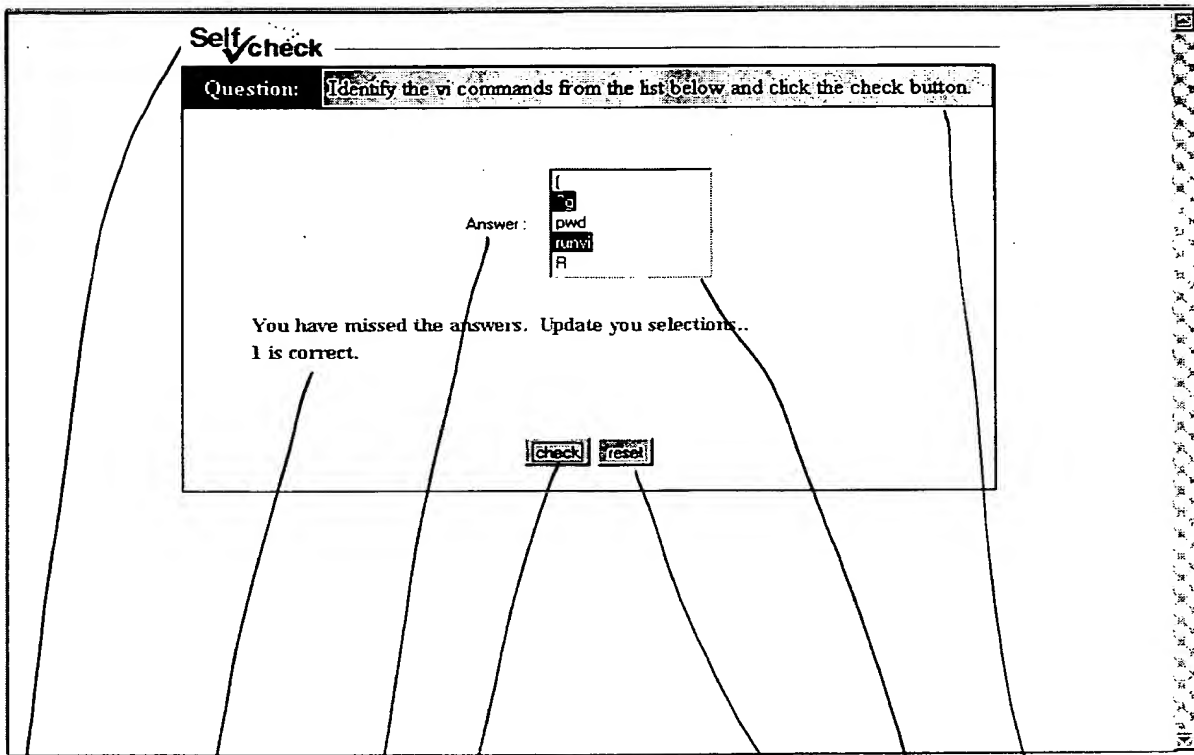 Self check
Question: Identify the vi commands from the list below and click the check button.
(
Answer:
pwd
runvi
R
You have missed the answers. Update you selections..
1 is correct.
check reset